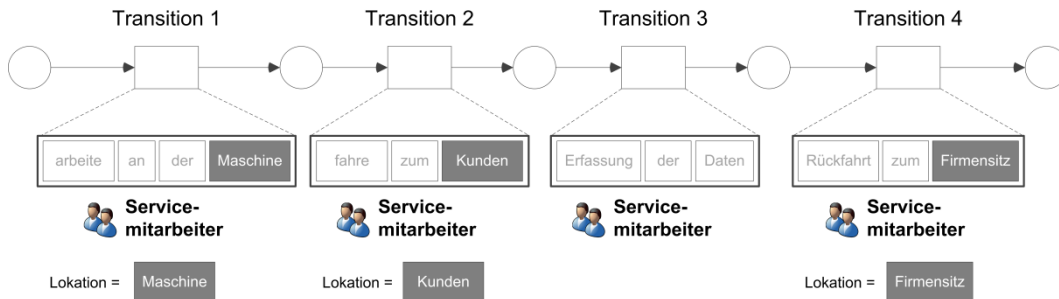 Transition 1 Transition 2 Transition 3 Transition 4
arbeite an der Maschine fahre zum Kunden Erfassung der Daten Rückfahrt zum Firmensitz
Service- Service- Service- Service-
mitarbeiter mitarbeiter mitarbeiter mitarbeiter
Lokation = Maschine Lokation = Kunden Lokation = Firmensitz